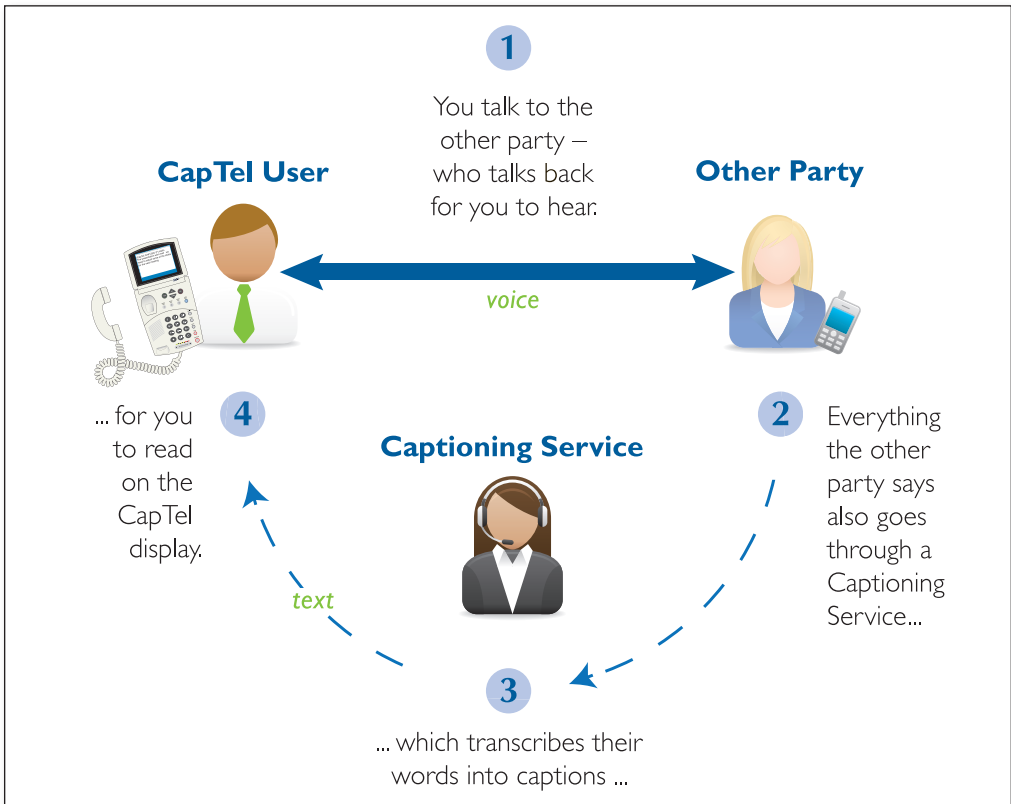 1
You talk to the
other party –
who talks back
for you to hear.
CapTel User
Other Party
voice
2
Everything
the other
party says
also goes
through a
Captioning
Service...
Captioning Service
3
... which transcribes their
words into captions ...
text
4
... for you
to read
on the
CapTel
display.